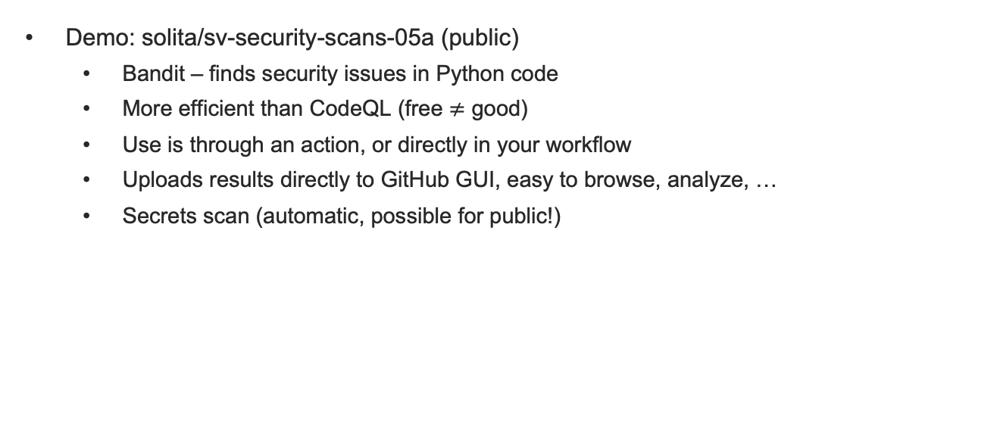 • Demo: solita/sv-security-scans-05a (public)
• Bandit – finds security issues in Python code
• More efficient than CodeQL (free ≠ good)
• Use is through an action, or directly in your workflow
• Uploads results directly to GitHub GUI, easy to browse, analyze, …
• Secrets scan (automatic, possible for public!)